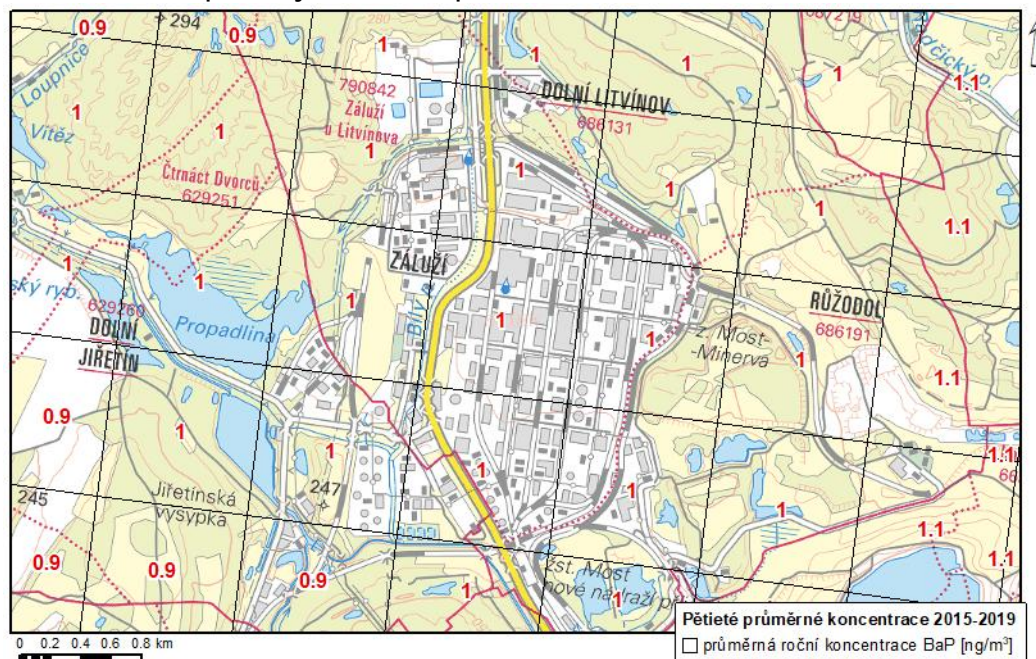 294
0.9
0.9
1
280
1
Loupnice
1
790842
Záluží
u Litvínova
1
DOLNÍ LITVÍNOV
686131
1
1
1.1
Vítěz
1
1
1
Čtrnáct Dvorců
629251
1
310
1.1
ZÁLUŽÍ
1
1
1.1
RŮŽODOL
686191
629260
DOLNÍ
JIŘETÍN
Propadlina
1
1
1
z. Most-
-Minerva
1
1.1
0.9
1
1
1.1
245
Jiřetínská
výsypka
247
1
1
1
1.1
1.1
0.9
0.9
0.9
1
žst. Most
nové nádraží
1
Pětileté průměrné koncentrace 2015-2019
průměrná roční koncentrace BaP [ng/m³]
0 0.2 0.4 0.6 0.8 km